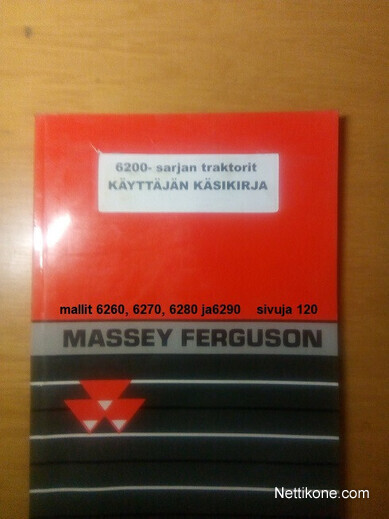 6200- sarjan traktorit
KÄYTTÄJÄN KÄSIKIRJA
mallit 6260, 6270, 6280 ja6290 sivuja 120
MASSEY FERGUSON
Nettikone.com